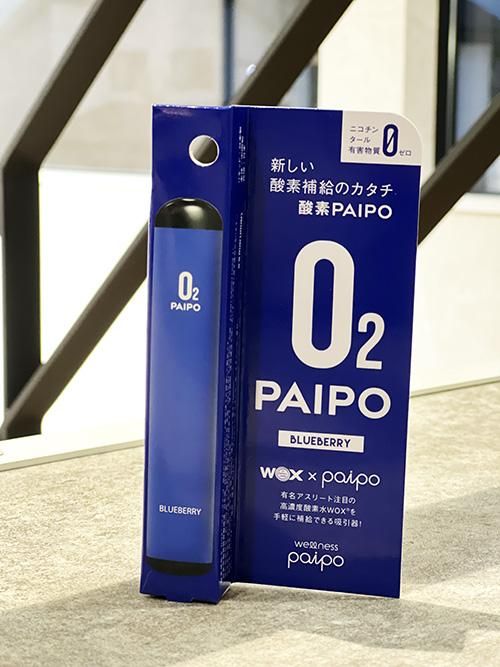 ニコチン
タール
有害物質
0ゼロ
新しい
酸素補給のカタチ
酸素PAIPO
O2
PAIPO
BLUEBERRY
WOX × paipo
有名アスリート注目の
高濃度酸素水WOX®を
手軽に補給できる吸引器!
wellness
paipo
O2
PAIPO
BLUEBERRY